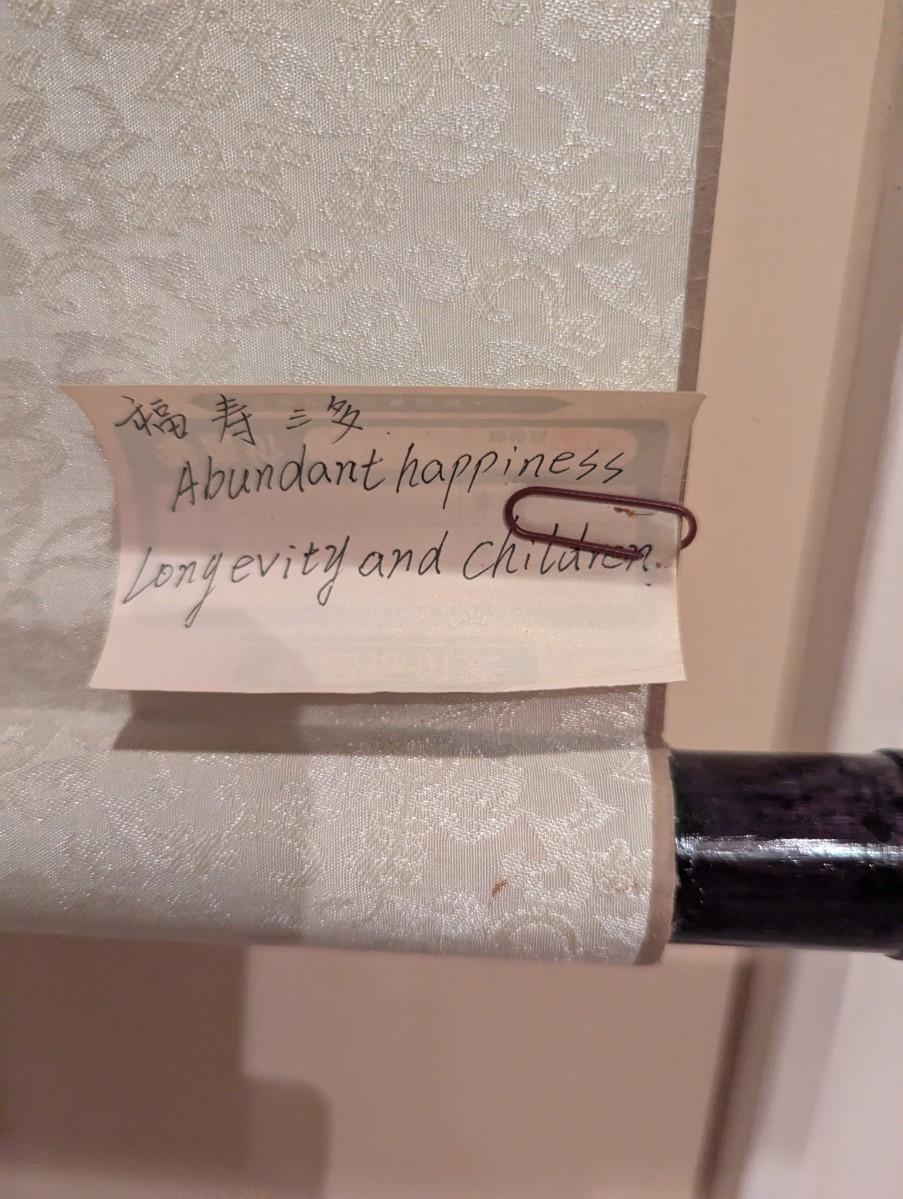 福寿三多.
Abundant happiness
Longevity and Children.